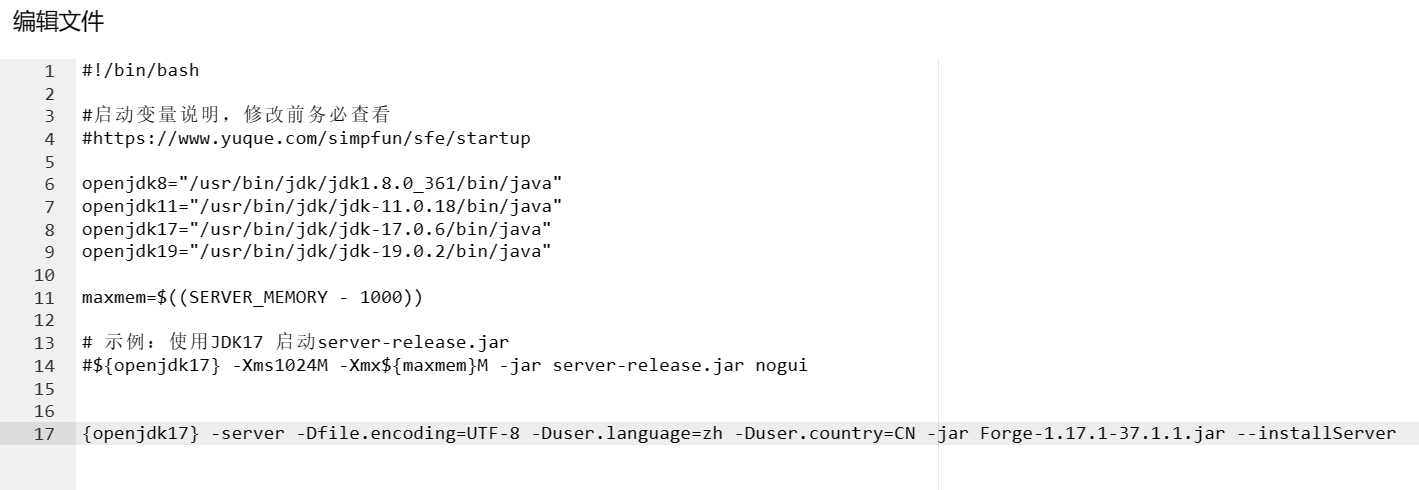 编辑文件
1 #!/bin/bash
2
3 #启动变量说明，修改前务必查看
4 #https://www.yuque.com/simpfun/sfe/startup
5
6 openjdk8="/usr/bin/jdk/jdk1.8.0_361/bin/java"
7 openjdk11="/usr/bin/jdk/jdk-11.0.18/bin/java"
8 openjdk17="/usr/bin/jdk/jdk-17.0.6/bin/java"
9 openjdk19="/usr/bin/jdk/jdk-19.0.2/bin/java"
10
11 maxmem=$((SERVER_MEMORY - 1000))
12
13 # 示例：使用JDK17 启动server-release.jar
14 #${openjdk17} -Xms1024M -Xmx${maxmem}M -jar server-release.jar nogui
15
16
17 {openjdk17} -server -Dfile.encoding=UTF-8 -Duser.language=zh -Duser.country=CN -jar Forge-1.17.1-37.1.1.jar --installServer